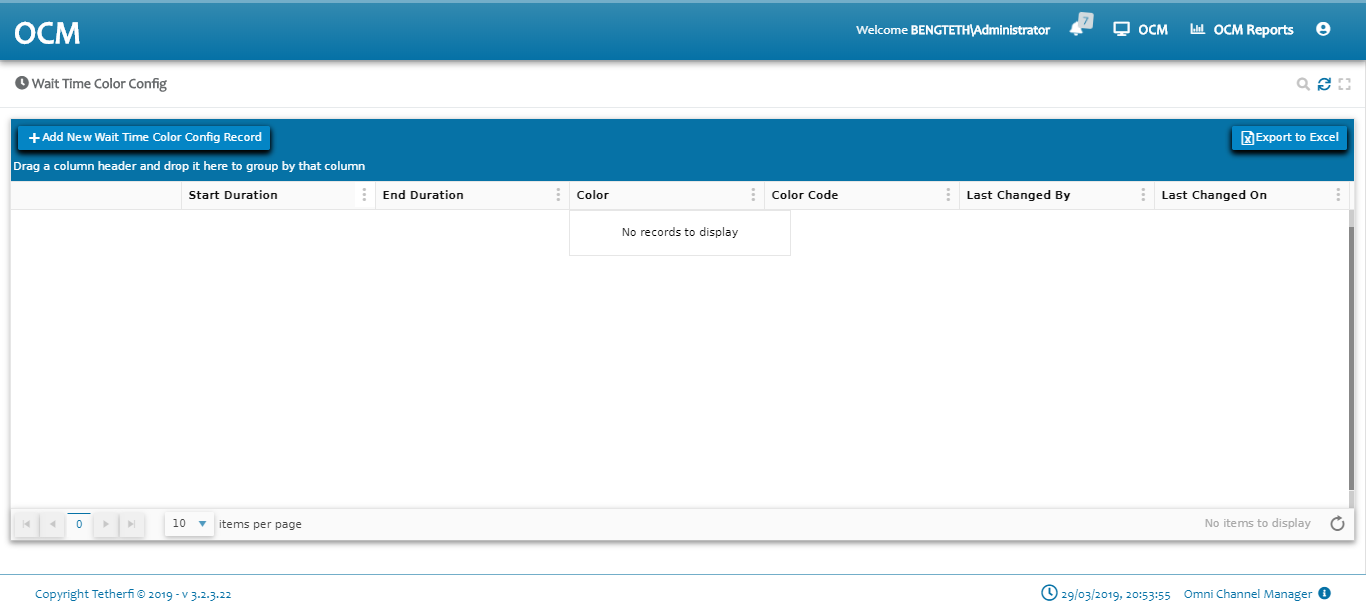 OCM
Welcome BENGTETH\Administrator
7
OCM
OCM Reports
Wait Time Color Config
Add New Wait Time Color Config Record
Export to Excel
Drag a column header and drop it here to group by that column
Start Duration
End Duration
Color
Color Code
Last Changed By
Last Changed On
No records to display
0
10
items per page
No items to display
Copyright Tetherfi © 2019 - v 3.2.3.22
29/03/2019, 20:53:55
Omni Channel Manager